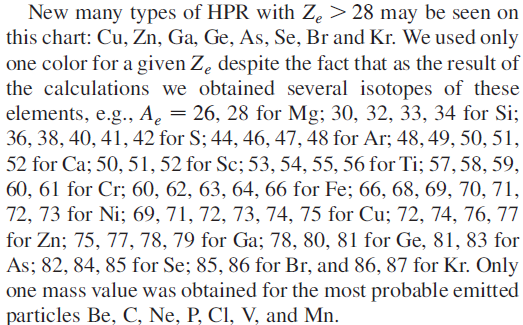 New many types of HPR with Ze > 28 may be seen on
this chart: Cu, Zn, Ga, Ge, As, Se, Br and Kr. We used only
one color for a given Ze despite the fact that as the result of
the calculations we obtained several isotopes of these
elements, e.g., Ae = 26, 28 for Mg; 30, 32, 33, 34 for Si;
36, 38, 40, 41, 42 for S; 44, 46, 47, 48 for Ar; 48, 49, 50, 51,
52 for Ca; 50, 51, 52 for Sc; 53, 54, 55, 56 for Ti; 57, 58, 59,
60, 61 for Cr; 60, 62, 63, 64, 66 for Fe; 66, 68, 69, 70, 71,
72, 73 for Ni; 69, 71, 72, 73, 74, 75 for Cu; 72, 74, 76, 77
for Zn; 75, 77, 78, 79 for Ga; 78, 80, 81 for Ge, 81, 83 for
As; 82, 84, 85 for Se; 85, 86 for Br, and 86, 87 for Kr. Only
one mass value was obtained for the most probable emitted
particles Be, C, Ne, P, Cl, V, and Mn.